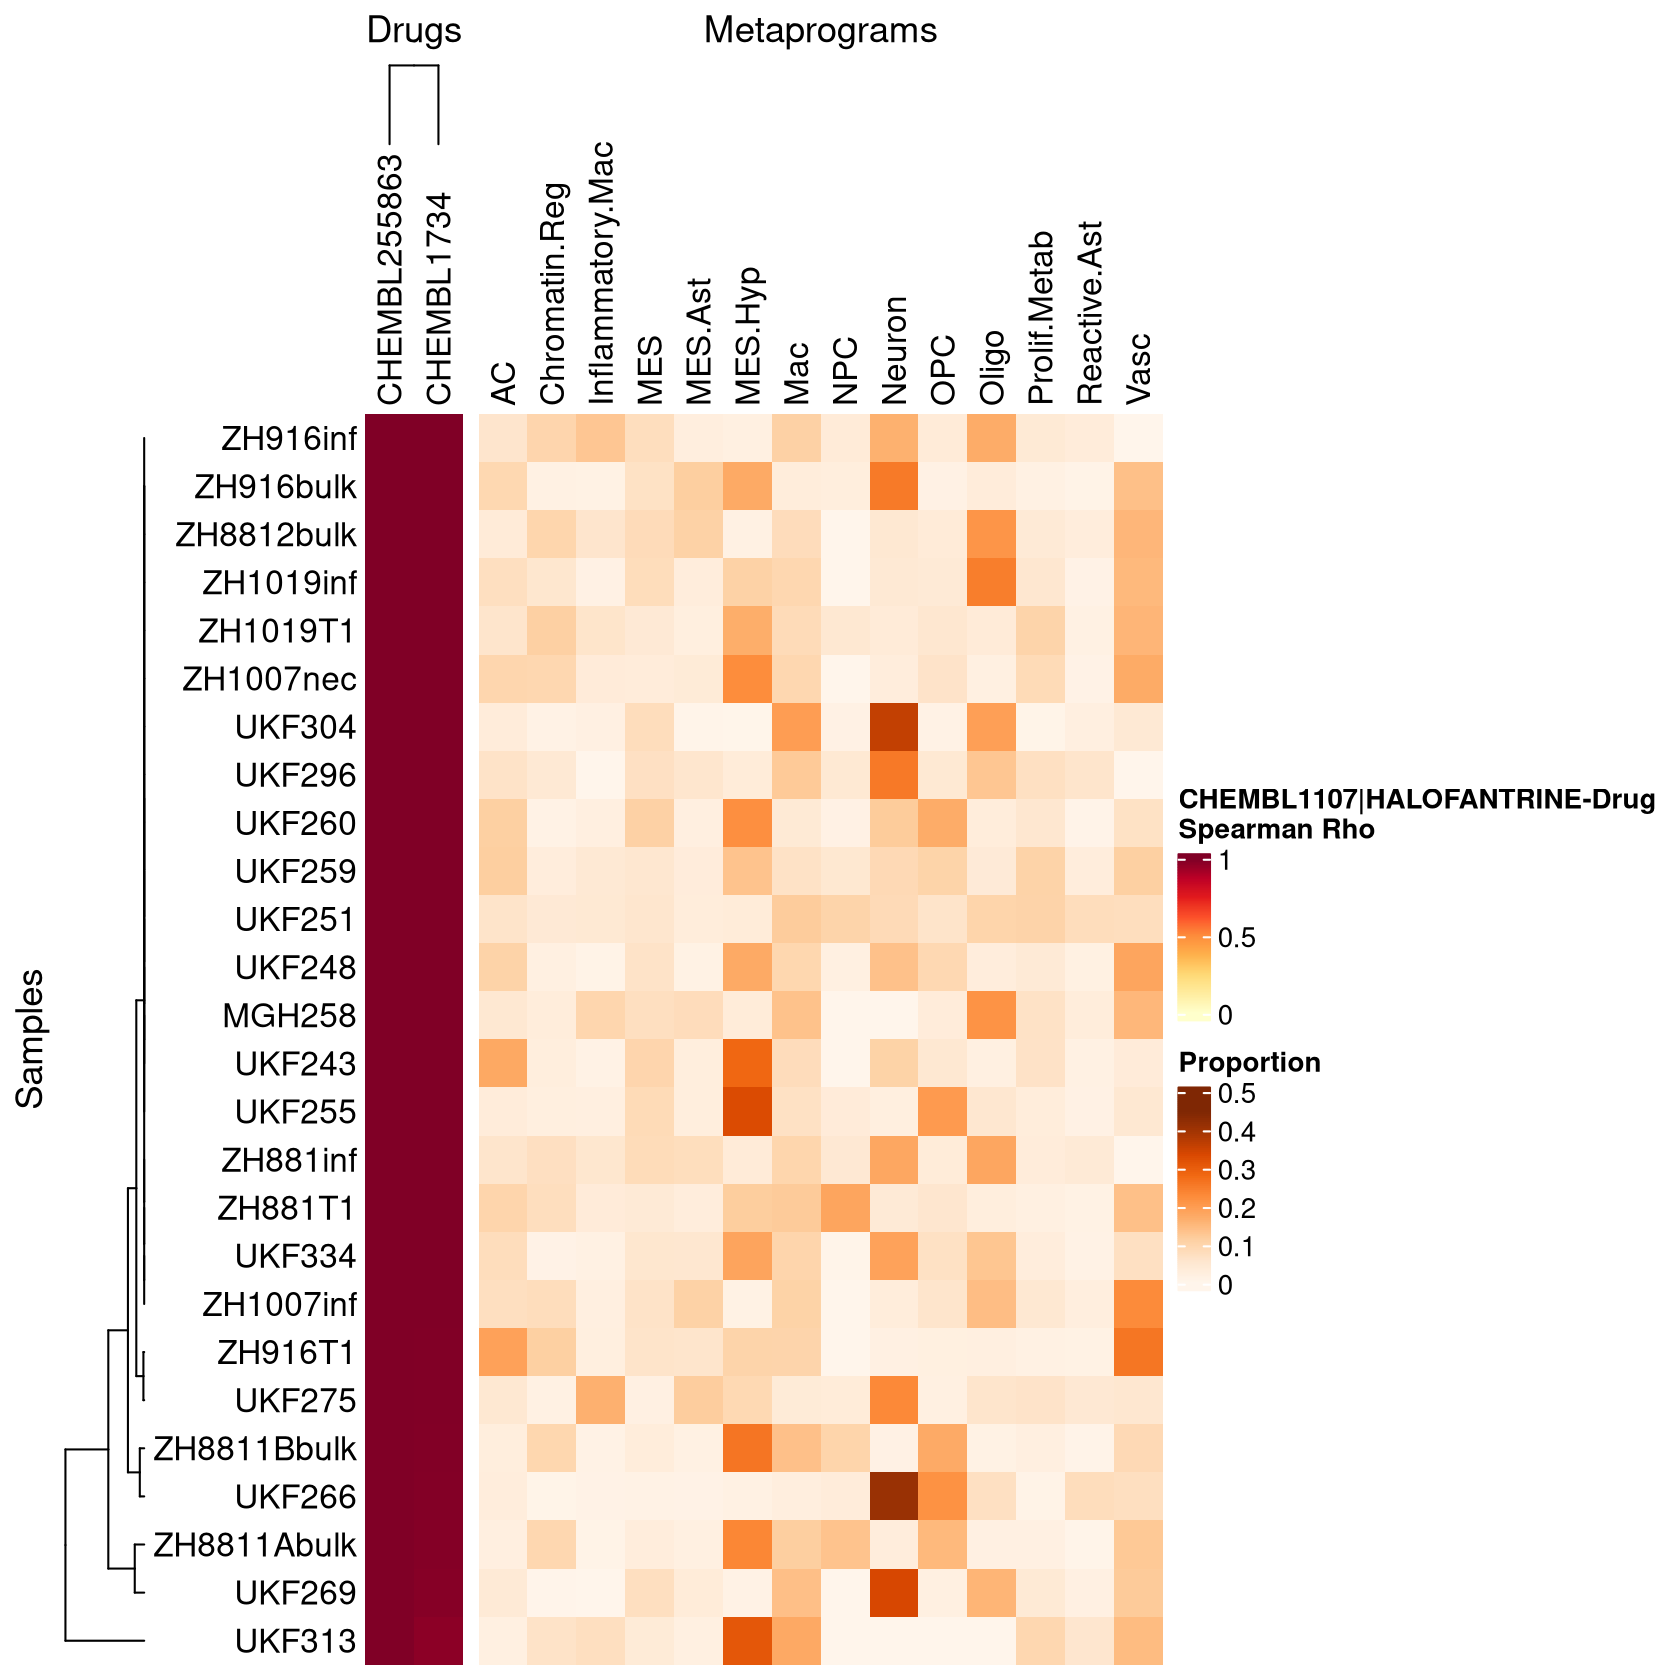 Drugs
Metaprograms
CHEMBL255863
CHEMBL1734
AC
Chromatin.Reg
Inflammatory.Mac
MES
MES.Ast
MES.Hyp
Mac
NPC
Neuron
OPC
Oligo
Prolif.Metab
Reactive.Ast
Vasc
Samples
ZH916inf
ZH916bulk
ZH8812bulk
ZH1019inf
ZH1019T1
ZH1007nec
UKF304
UKF296
UKF260
UKF259
UKF251
UKF248
MGH258
UKF243
UKF255
ZH881inf
ZH881T1
UKF334
ZH1007inf
ZH916T1
UKF275
ZH8811Bbulk
UKF266
ZH8811Abulk
UKF269
UKF313
CHEMBL1107|HALOFANTRINE-Drug
Spearman Rho
1
0.5
0
Proportion
0.5
0.4
0.3
0.2
0.1
0